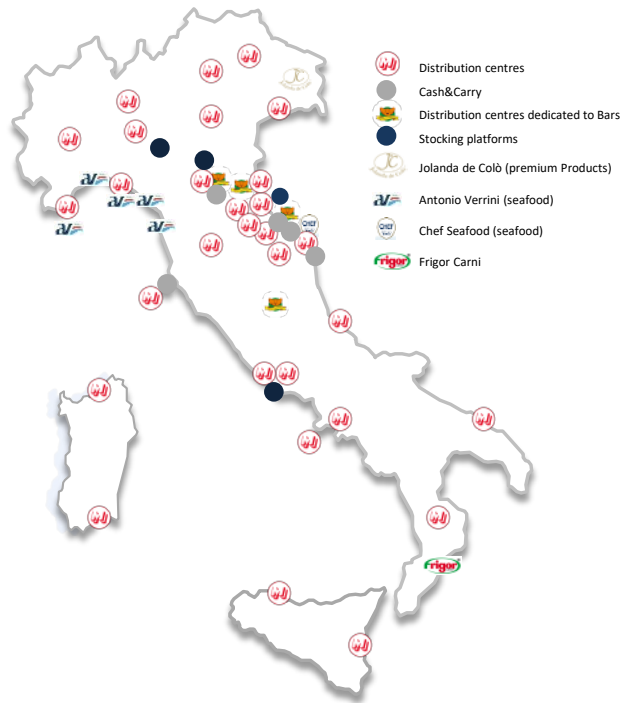 Distribution centres
Cash&Carry
Distribution centres dedicated to Bars
Stocking platforms
Jolanda de Colò (premium Products)
Antonio Verrini (seafood)
Chef Seafood (seafood)
Frigor Carni
frigor